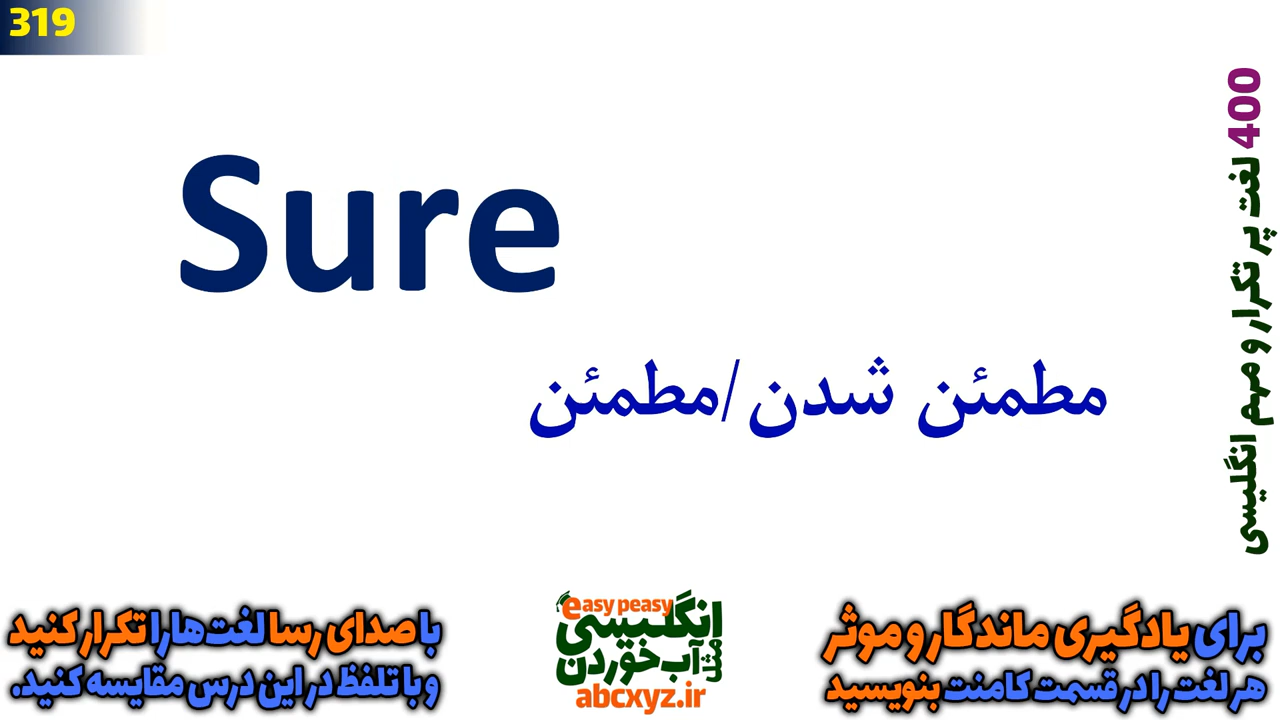 319
Sure
مطمئن شدن /مطمئن
400 لغت پر تکرار و مهم انگلیسی
برای یادگیری ماندگار و موثر
هر لغت را در قسمت کامنت بنویسید
easy peasy
انگلیسی
مثل آب خوردن
abcxyz.ir
با صدای رسا لغت‌ها را تکرار کنید
و با تلفظ در این درس مقایسه کنید.